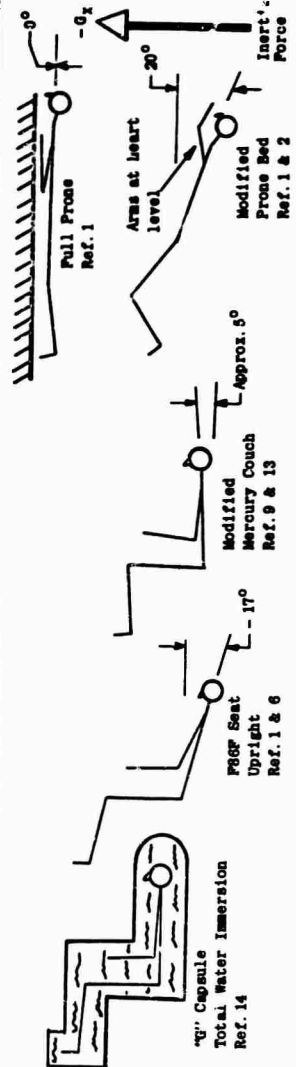 "G" Capsule
Total Water Immersion
Ref. 14
F86F Seat
Upright
Ref. 1 & 6
- 17°
Modified
Mercury Couch
Ref. 9 & 13
Approx. 5°
Full Prone
Ref. 1
-0°
-Gx
Arms at heart
level
20°
Modified
Prone Bed
Ref. 1 & 2
Force